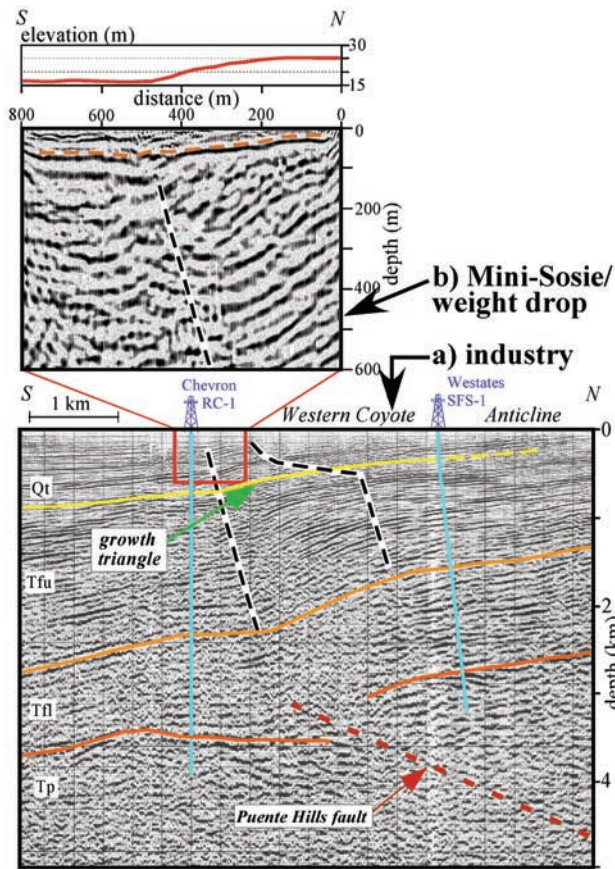 S N
elevation (m)
30
15
distance (m)
800 600 400 200 0
0
200
400
600
depth (m)
b) Mini-Sosie/
weight drop
a) industry
S N
1 km
Chevron
RC-1
Western Coyote Anticline
Westates
SFS-1
0
2
4
depth (km)
Qt
growth
triangle
Tfu
Tfl
Tp
Puente Hills fault